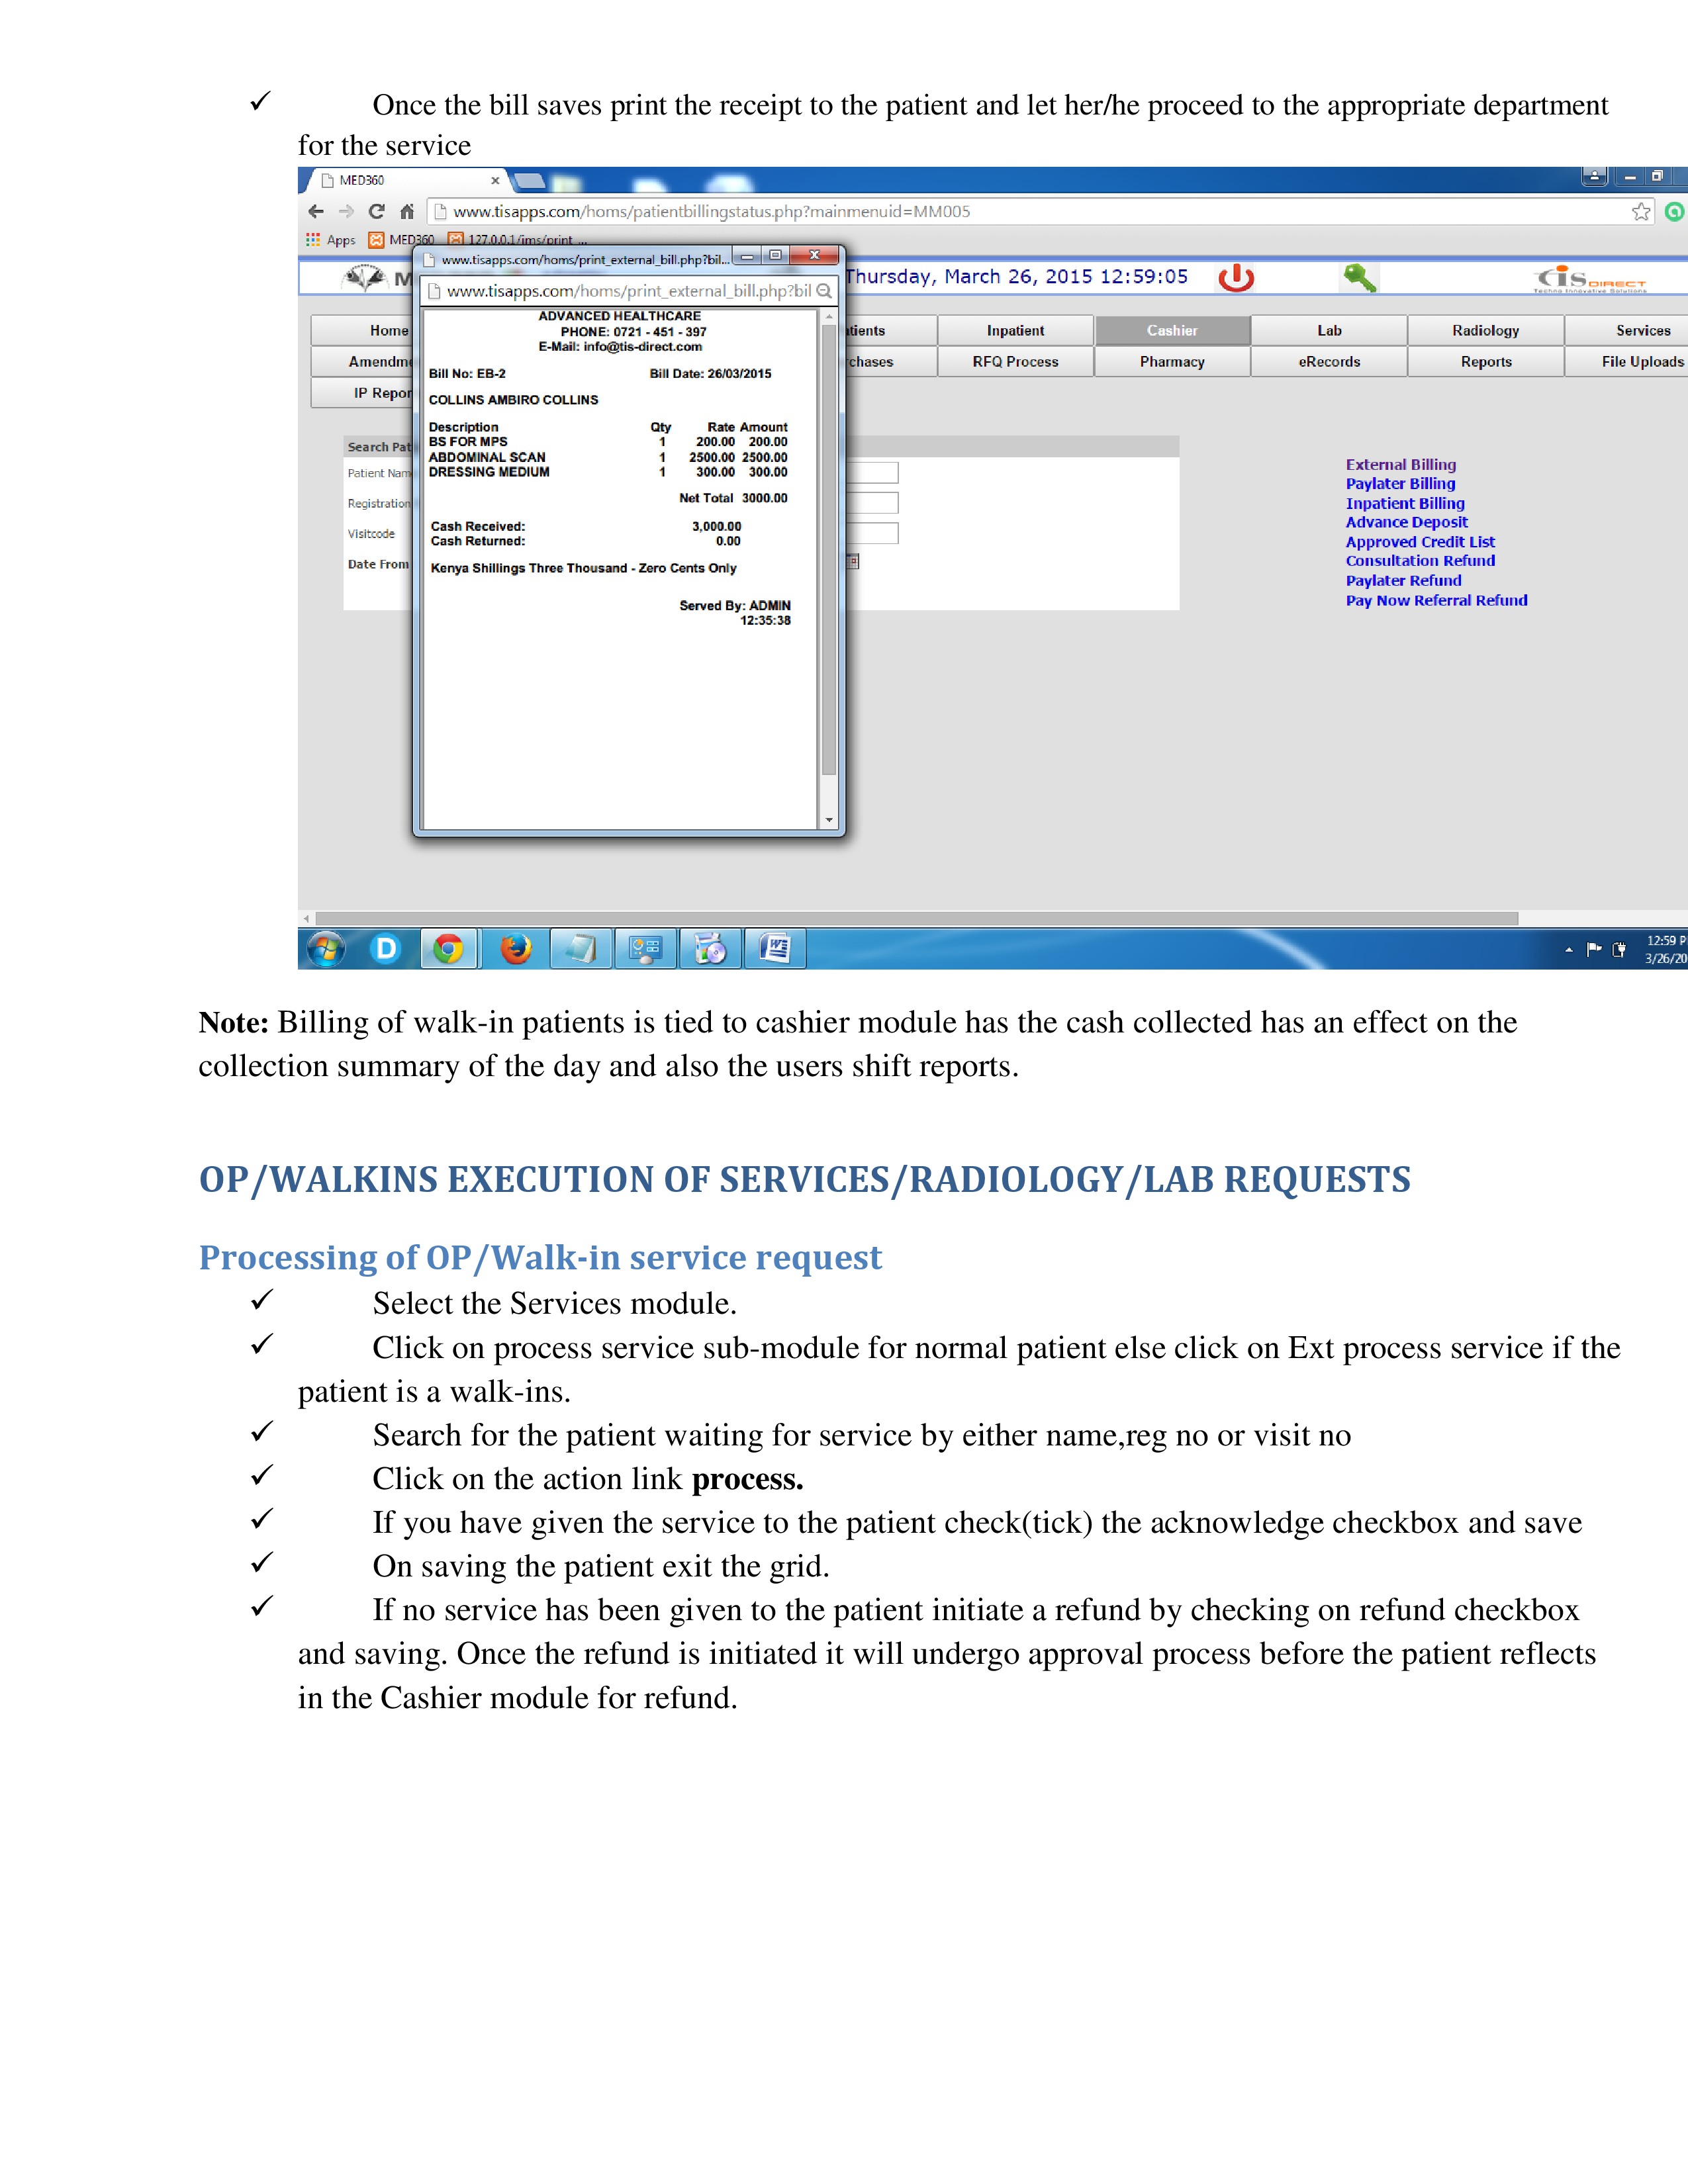 ✓ Once the bill saves print the receipt to the patient and let her/he proceed to the appropriate department
for the service
MED360
www.tisapps.com/homs/patientbillingstatus.php?mainmenuid=MM005
Apps MED360 127.0.0.1/ims/print ...
www.tisapps.com/homs/print_external_bill.php?bil...
Thursday, March 26, 2015 12:59:05
CIS DIRECT
www.tisapps.com/homs/print_external_bill.php?bil
ADVANCED HEALTHCARE
PHONE: 0721 - 451 - 397
E-Mail: info@tis-direct.com
Bill No: EB-2 Bill Date: 26/03/2015
COLLINS AMBIRO COLLINS
Description Qty Rate Amount
BS FOR MPS 1 200.00 200.00
ABDOMINAL SCAN 1 2500.00 2500.00
DRESSING MEDIUM 1 300.00 300.00
Net Total 3000.00
Cash Received: 3,000.00
Cash Returned: 0.00
Kenya Shillings Three Thousand - Zero Cents Only
Served By: ADMIN
12:35:38
Home Inpatient Cashier Lab Radiology Services
RFQ Process Pharmacy eRecords Reports File Uploads
IP Repor
Search Pat
Patient Nam
Registration
Visitcode
Date From
External Billing
Paylater Billing
Inpatient Billing
Advance Deposit
Approved Credit List
Consultation Refund
Paylater Refund
Pay Now Referral Refund
12:59 P
3/26/20
Note: Billing of walk-in patients is tied to cashier module has the cash collected has an effect on the
collection summary of the day and also the users shift reports.
OP/WALKINS EXECUTION OF SERVICES/RADIOLOGY/LAB REQUESTS
Processing of OP/Walk-in service request
✓ Select the Services module.
✓ Click on process service sub-module for normal patient else click on Ext process service if the
patient is a walk-ins.
✓ Search for the patient waiting for service by either name,reg no or visit no
✓ Click on the action link process.
✓ If you have given the service to the patient check(tick) the acknowledge checkbox and save
✓ On saving the patient exit the grid.
✓ If no service has been given to the patient initiate a refund by checking on refund checkbox
and saving. Once the refund is initiated it will undergo approval process before the patient reflects
in the Cashier module for refund.